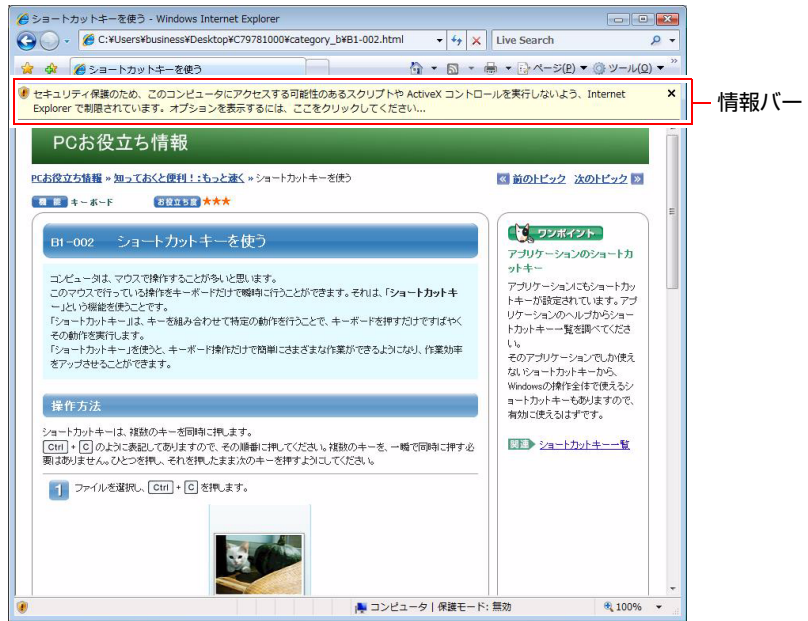 ショートカットキーを使う - Windows Internet Explorer
C:¥Users¥business¥Desktop¥C79781000¥category_b¥B1-002.html
Live Search
ショートカットキーを使う
ページ(P) ツール(O) »
セキュリティ保護のため、このコンピュータにアクセスする可能性のあるスクリプトや ActiveX コントロールを実行しないよう、Internet
Explorer で制限されています。オプションを表示するには、ここをクリックしてください...
情報バー
PCお役立ち情報
PCお役立ち情報 » 知っておくと便利!:もっと速く » ショートカットキーを使う
前のトピック 次のトピック
機 能 キーボード お役立ち度 ★★★
B1-002 ショートカットキーを使う
コンピュータは、マウスで操作することが多いと思います。
このマウスで行っている操作をキーボードだけで瞬時に行うことができます。それは、「ショートカットキ
ー」という機能を使うことです。
「ショートカットキー」は、キーを組み合わせて特定の動作を行うことで、キーボードを押すだけですばやく
その動作を実行します。
「ショートカットキー」を使うと、キーボード操作だけで簡単にさまざまな作業ができるようになり、作業効率
をアップさせることができます。
操作方法
ショートカットキーは、複数のキーを同時に押します。
Ctrl + C のように表記してありますので、その順番に押してください。複数のキーを、一瞬で同時に押す必
要はありません。ひとつを押し、それを押したまま次のキーを押すようにしてください。
1 ファイルを選択し、 Ctrl + C を押します。
ワンポイント
アプリケーションのショートカ
ットキー
アプリケーションにもショートカッ
トキーが設定されています。アプ
リケーションのヘルプからショー
トカットキー一覧を調べてくださ
い。
そのアプリケーションでしか使え
ないショートカットキーから、
Windowsの操作全体で使えるシ
ョートカットキーもありますので、
有効に使えるはずです。
関連 ショートカットキー一覧
コンピュータ | 保護モード: 無効
100%